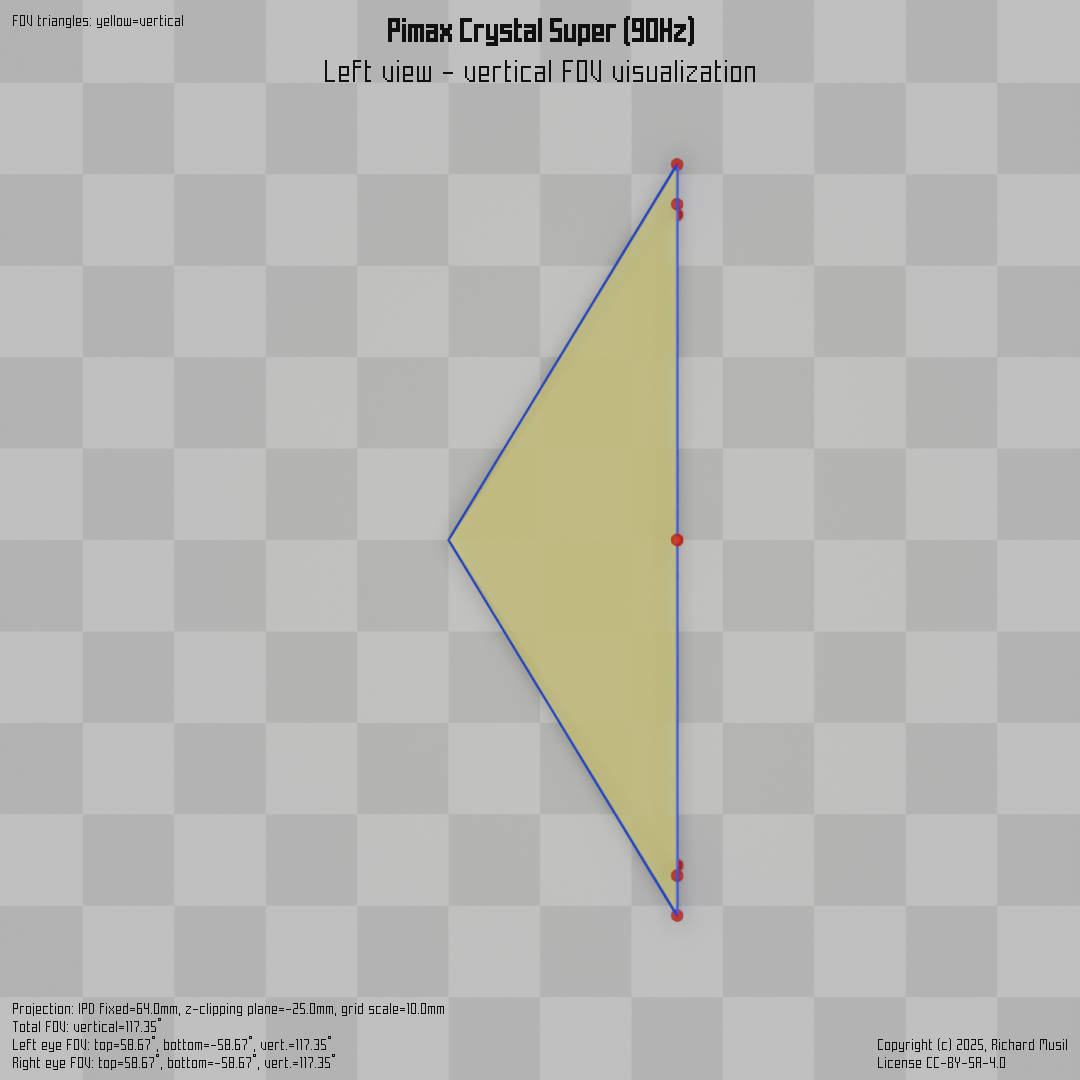 FOV triangles: yellow=vertical
Pimax Crystal Super (90Hz)
Left view - vertical FOV visualization
Projection: IPD fixed=64.0mm, z-clipping plane=-25.0mm, grid scale=10.0mm
Total FOV: vertical=117.35°
Left eye FOV: top=58.67°, bottom=-58.67°, vert.=117.35°
Right eye FOV: top=58.67°, bottom=-58.67°, vert.=117.35°
Copyright (c) 2025, Richard Musil
License CC-BY-SA-4.0